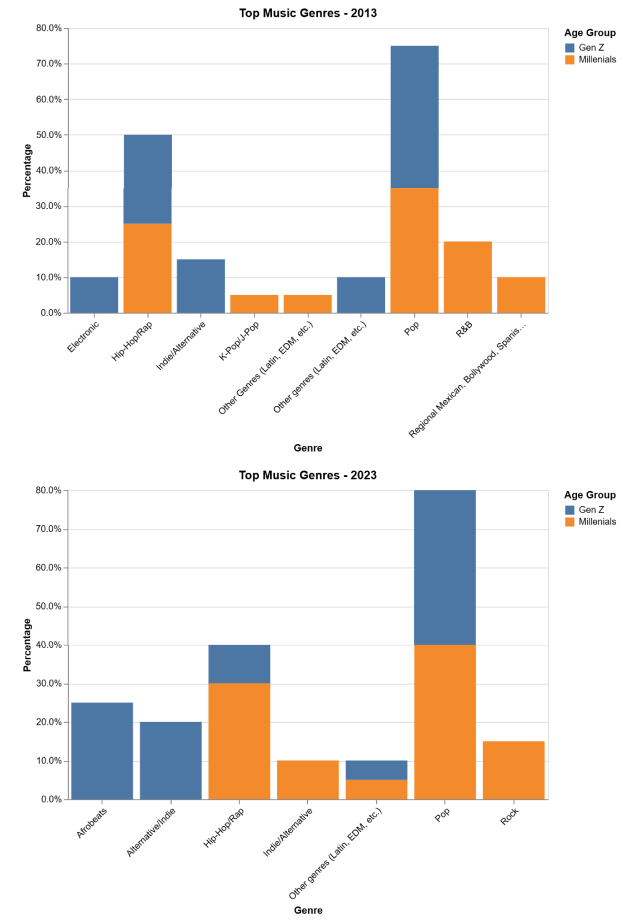 Top Music Genres - 2013
80.0%
70.0%
60.0%
50.0%
40.0%
30.0%
20.0%
10.0%
0.0%
Percentage
Electronic
Hip-Hop/Rap
Indie/Alternative
K-Pop/J-Pop
Other Genres (Latin, EDM, etc.)
Other genres (Latin, EDM, etc.)
Pop
R&B
Regional Mexican, Bollywood, Spanis…
Genre
Age Group
Gen Z
Millenials
Top Music Genres - 2023
80.0%
70.0%
60.0%
50.0%
40.0%
30.0%
20.0%
10.0%
0.0%
Percentage
Afrobeats
Alternative/Indie
Hip-Hop/Rap
Indie/Alternative
Other genres (Latin, EDM, etc.)
Pop
Rock
Genre
Age Group
Gen Z
Millenials